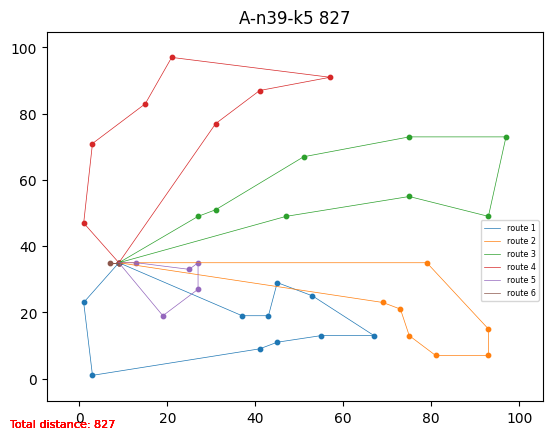 A-n39-k5 827
100
80
60
40
20
0
route 1
route 2
route 3
route 4
route 5
route 6
0 20 40 60 80 100
Total distance: 827